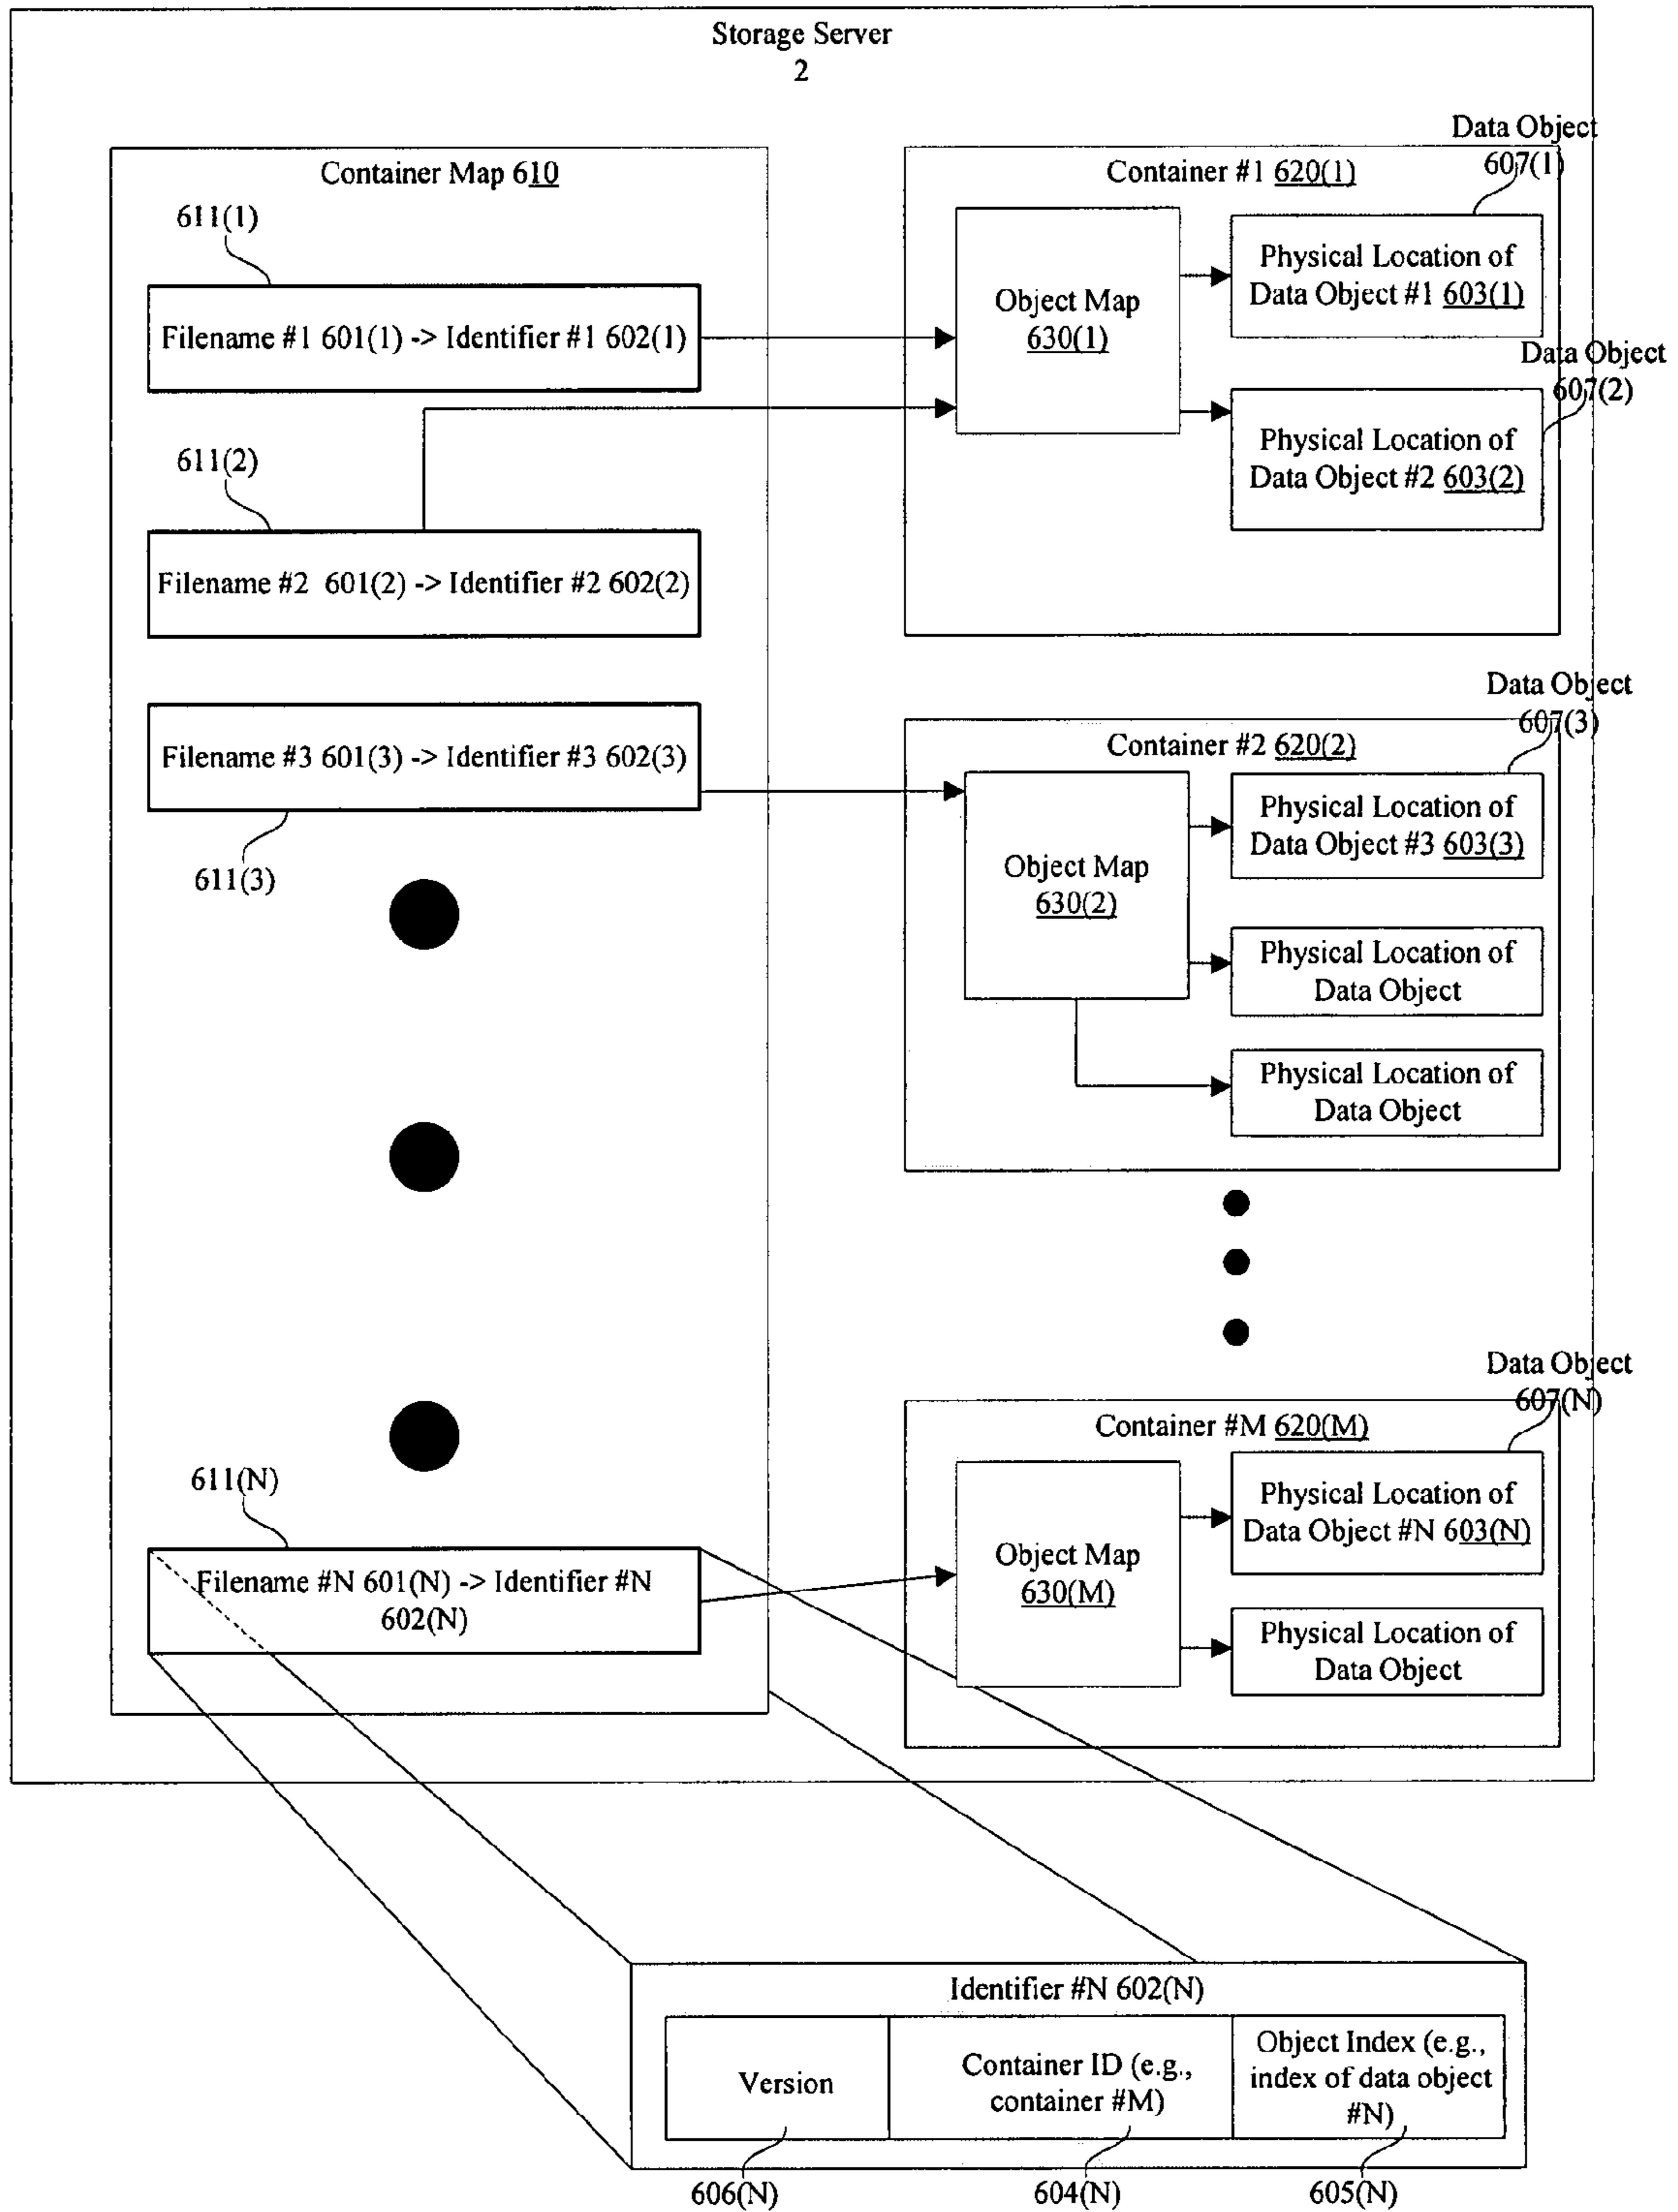 Storage Server
2
Container Map 610
611(1)
Filename #1 601(1) -> Identifier #1 602(1)
611(2)
Filename #2 601(2) -> Identifier #2 602(2)
Filename #3 601(3) -> Identifier #3 602(3)
611(3)
611(N)
Filename #N 601(N) -> Identifier #N
602(N)
Data Object
607(1)
Container #1 620(1)
Object Map
630(1)
Physical Location of
Data Object #1 603(1)
Data Object
607(2)
Physical Location of
Data Object #2 603(2)
Data Object
607(3)
Container #2 620(2)
Object Map
630(2)
Physical Location of
Data Object #3 603(3)
Physical Location of
Data Object
Physical Location of
Data Object
Data Object
607(N)
Container #M 620(M)
Object Map
630(M)
Physical Location of
Data Object #N 603(N)
Physical Location of
Data Object
Identifier #N 602(N)
Version
Container ID (e.g.,
container #M)
Object Index (e.g.,
index of data object
#N)
606(N)
604(N)
605(N)